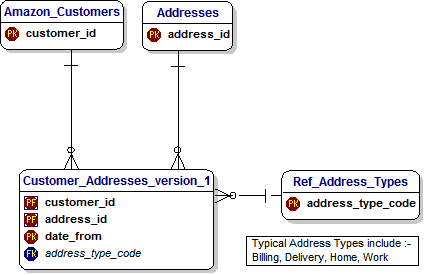 Amazon_Customers
PK customer_id
Addresses
PK address_id
Customer_Addresses_version_1
PF customer_id
PF address_id
PK date_from
FK address_type_code
Ref_Address_Types
PK address_type_code
Typical Address Types include :-
Billing, Delivery, Home, Work